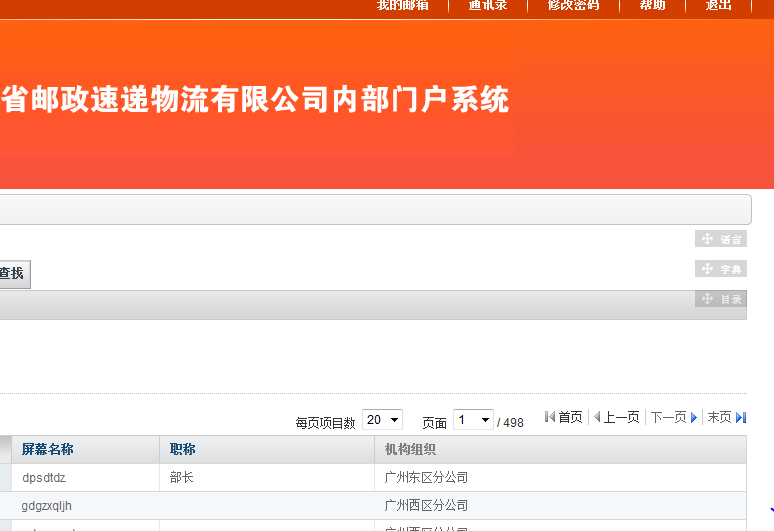 我的邮箱 通讯录 修改密码 帮助 退出
省邮政速递物流有限公司内部门户系统
语言
查找
字典
目录
每页项目数 20 页面 1 / 498 首页 上一页 下一页 末页
屏幕名称 职称 机构组织
dpsdtdz 部长 广州东区分公司
gdgzxqljh 广州西区分公司
广州西区分公司